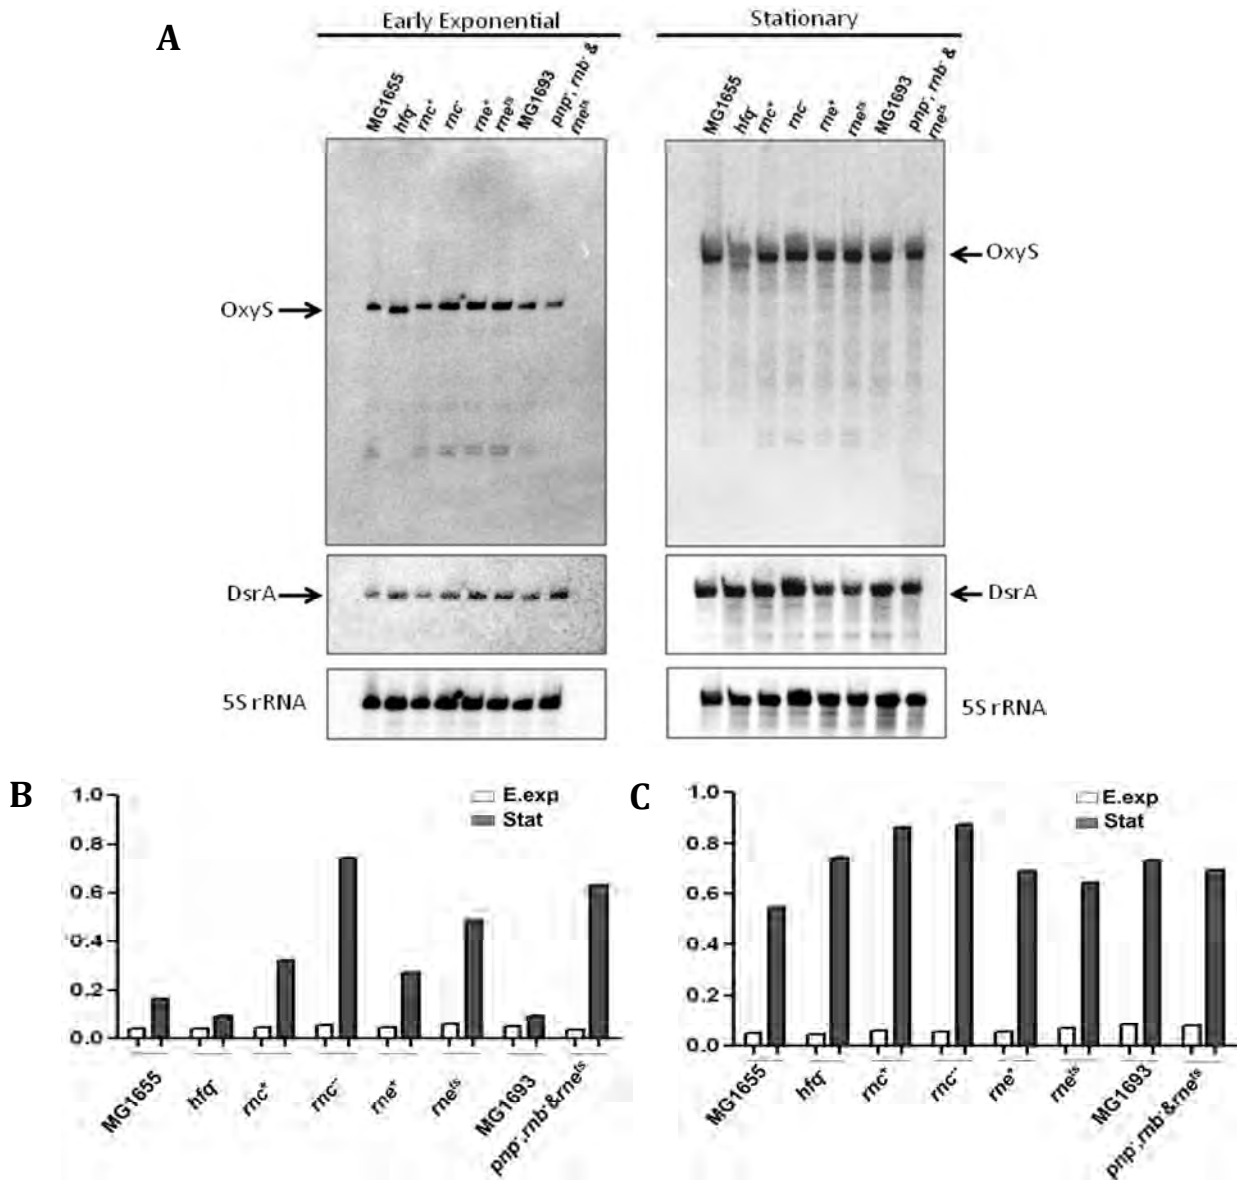 A
Early Exponential
Stationary
MG1655
hfq-
rnc+
rnc-
rne+
rnets
MG1693
pnp-, rnb- &
rnets
MG1655
hfq-
rnc+
rnc-
rne+
rnets
MG1693
pnp-, rnb- &
rnets
OxyS
OxyS
DsrA
DsrA
5S rRNA
5S rRNA
B
1.0
0.8
0.6
0.4
0.2
0.0
E.exp
Stat
MG1655
hfq-
rnc+
rnc-
rne+
rnets
MG1693
pnp-,rnb-&rnets
C
1.0
0.8
0.6
0.4
0.2
0.0
E.exp
Stat
MG1655
hfq-
rnc+
rnc-
rne+
rnets
MG1693
pnp-,rnb-&rnets